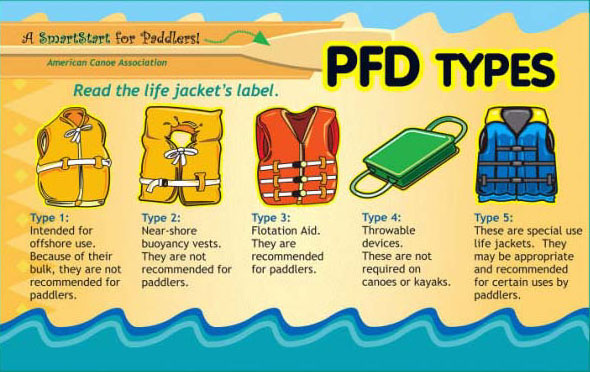 A SmartStart for Paddlers!
American Canoe Association
PFD TYPES
Read the life jacket's label.
Type 1:
Intended for
offshore use.
Because of their
bulk, they are not
recommended for
paddlers.
Type 2:
Near-shore
buoyancy vests.
They are not
recommended for
paddlers.
Type 3:
Flotation Aid.
They are
recommended
for paddlers.
Type 4:
Throwable
devices.
These are not
required on
canoes or kayaks.
Type 5:
These are special use
life jackets.  They
may be appropriate
and recommended
for certain uses by
paddlers.